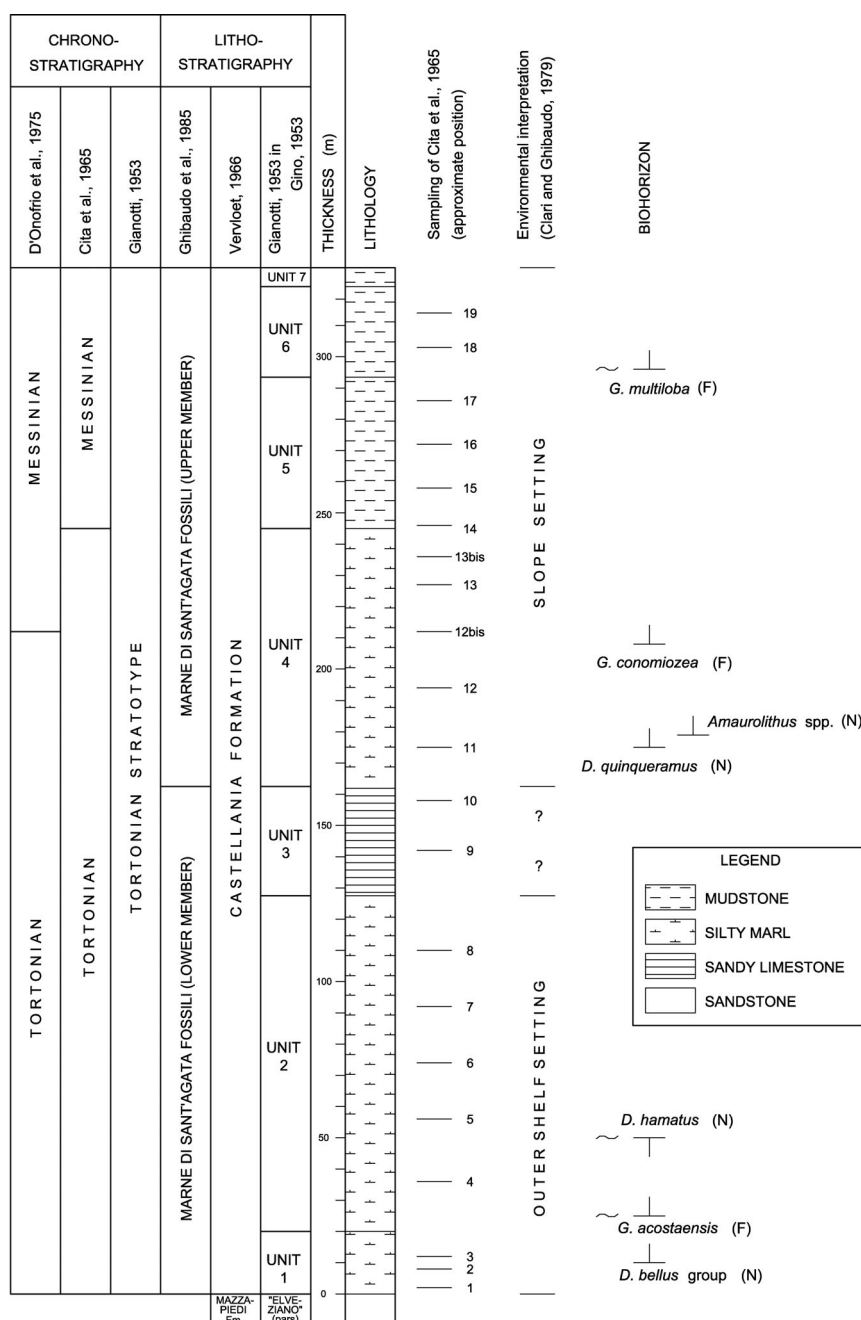 CHRONO-
STRATIGRAPHY
LITHO-
STRATIGRAPHY
D'Onofrio et al., 1975
Cita et al., 1965
Gianotti, 1953
Ghibaudo et al., 1985
Vervloet, 1966
Gianotti, 1953 in
Gino, 1953
THICKNESS (m)
LITHOLOGY
Sampling of Cita et al., 1965
(approximate position)
Environmental interpretation
(Clari and Ghibaudo, 1979)
BIOHORIZON
MESSINIAN
TORTONIAN
MESSINIAN
TORTONIAN
TORTONIAN STRATOTYPE
MARNE DI SANT'AGATA FOSSILI (UPPER MEMBER)
MARNE DI SANT'AGATA FOSSILI (LOWER MEMBER)
CASTELLANIA FORMATION
MAZZA-
PIEDI
Fm.
UNIT 7
UNIT
6
UNIT
5
UNIT
4
UNIT
3
UNIT
2
UNIT
1
"ELVE-
ZIANO"
(pars)
300
250
200
150
100
50
0
19
18
17
16
15
14
13bis
13
12bis
12
11
10
9
8
7
6
5
4
3
2
1
SLOPE SETTING
?
?
OUTER SHELF SETTING
G. multiloba (F)
G. conomiozea (F)
Amaurolithus spp. (N)
D. quinqueramus (N)
D. hamatus (N)
G. acostaensis (F)
D. bellus group (N)
LEGEND
MUDSTONE
SILTY MARL
SANDY LIMESTONE
SANDSTONE